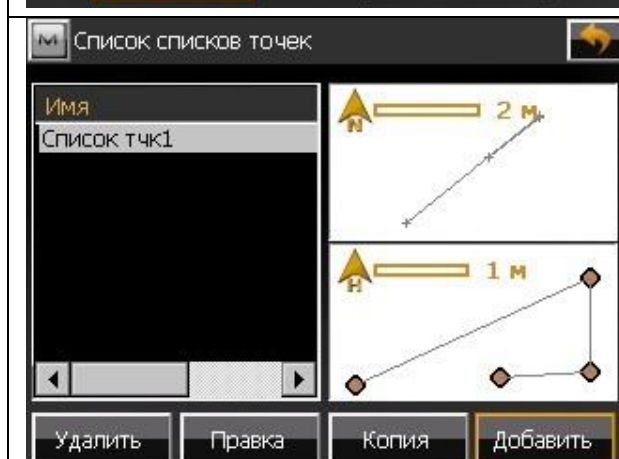 Список списков точек
Имя
Список тчк1
N
2 м
H
1 м
Удалить
Правка
Копия
Добавить